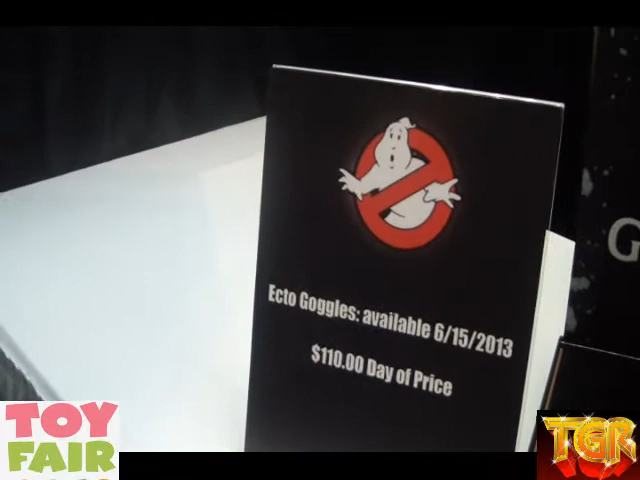 Ecto Goggles: available 6/15/2013
$110.00 Day of Price
G
TOY
FAIR
TGR